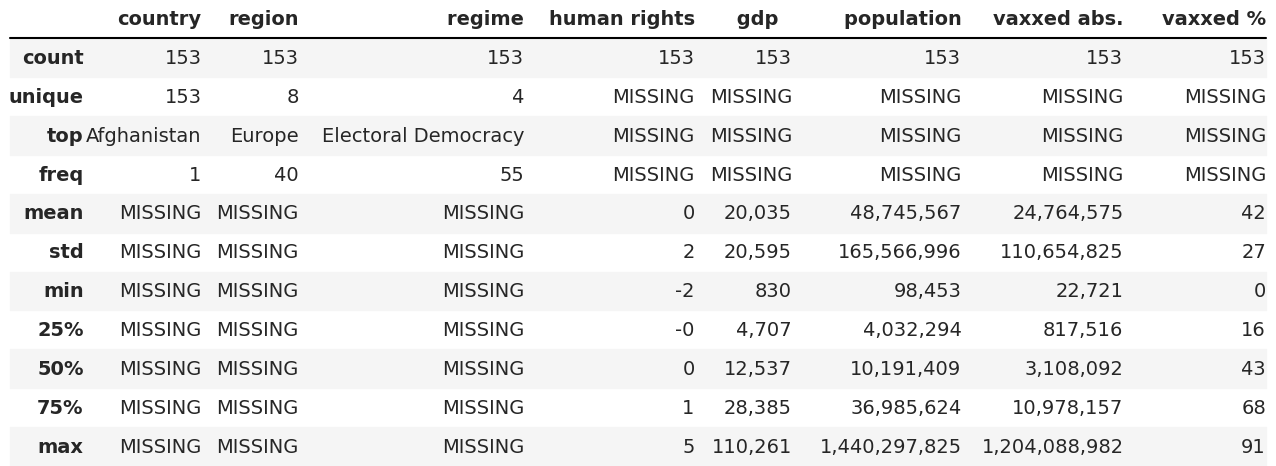 country region regime human rights gdp population vaxxed abs. vaxxed %
count 153 153 153 153 153 153 153 153
unique 153 8 4 MISSING MISSING MISSING MISSING MISSING
top Afghanistan Europe Electoral Democracy MISSING MISSING MISSING MISSING MISSING
freq 1 40 55 MISSING MISSING MISSING MISSING MISSING
mean MISSING MISSING MISSING 0 20,035 48,745,567 24,764,575 42
std MISSING MISSING MISSING 2 20,595 165,566,996 110,654,825 27
min MISSING MISSING MISSING -2 830 98,453 22,721 0
25% MISSING MISSING MISSING -0 4,707 4,032,294 817,516 16
50% MISSING MISSING MISSING 0 12,537 10,191,409 3,108,092 43
75% MISSING MISSING MISSING 1 28,385 36,985,624 10,978,157 68
max MISSING MISSING MISSING 5 110,261 1,440,297,825 1,204,088,982 91